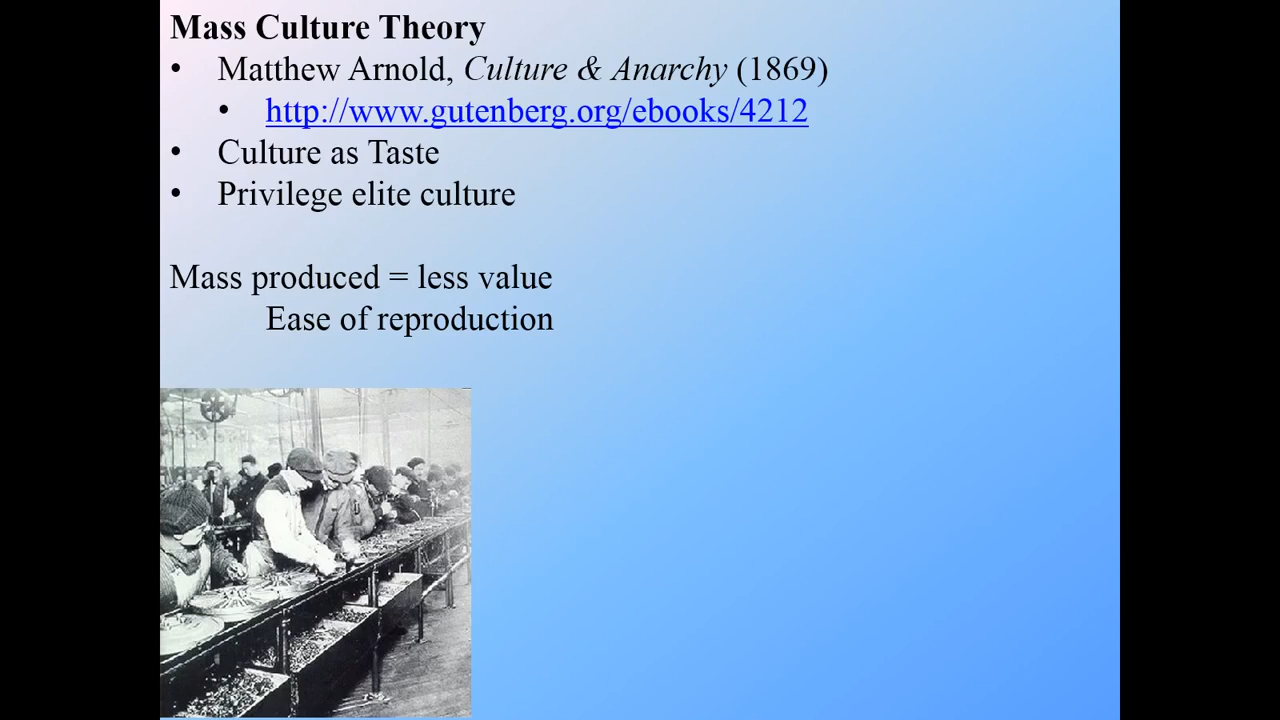 Mass Culture Theory
• Matthew Arnold, Culture & Anarchy (1869)
• http://www.gutenberg.org/ebooks/4212
• Culture as Taste
• Privilege elite culture
Mass produced = less value
Ease of reproduction